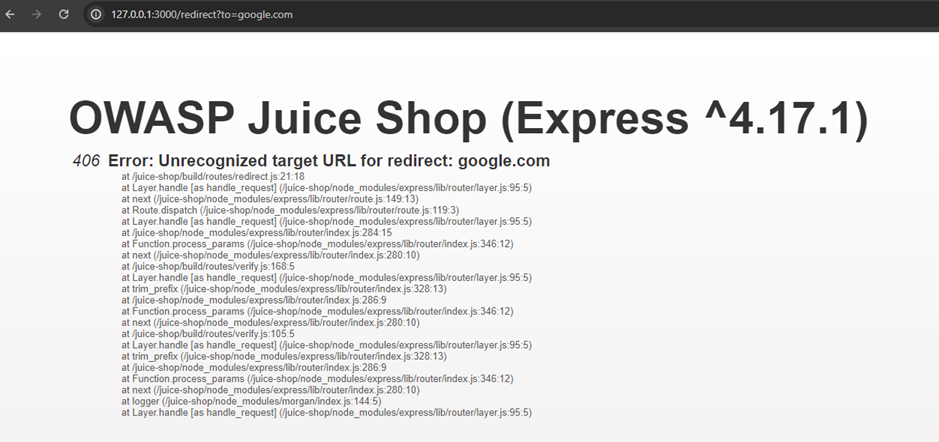 127.0.0.1:3000/redirect?to=google.com
OWASP Juice Shop (Express ^4.17.1)
406 Error: Unrecognized target URL for redirect: google.com
at /juice-shop/build/routes/redirect.js:21:18
at Layer.handle [as handle_request] (/juice-shop/node_modules/express/lib/router/layer.js:95:5)
at next (/juice-shop/node_modules/express/lib/router/route.js:149:13)
at Route.dispatch (/juice-shop/node_modules/express/lib/router/route.js:119:3)
at Layer.handle [as handle_request] (/juice-shop/node_modules/express/lib/router/layer.js:95:5)
at /juice-shop/node_modules/express/lib/router/index.js:284:15
at Function.process_params (/juice-shop/node_modules/express/lib/router/index.js:346:12)
at next (/juice-shop/node_modules/express/lib/router/index.js:280:10)
at /juice-shop/build/routes/verify.js:168:5
at Layer.handle [as handle_request] (/juice-shop/node_modules/express/lib/router/layer.js:95:5)
at trim_prefix (/juice-shop/node_modules/express/lib/router/index.js:328:13)
at /juice-shop/node_modules/express/lib/router/index.js:286:9
at Function.process_params (/juice-shop/node_modules/express/lib/router/index.js:346:12)
at next (/juice-shop/node_modules/express/lib/router/index.js:280:10)
at /juice-shop/build/routes/verify.js:105:5
at Layer.handle [as handle_request] (/juice-shop/node_modules/express/lib/router/layer.js:95:5)
at trim_prefix (/juice-shop/node_modules/express/lib/router/index.js:328:13)
at /juice-shop/node_modules/express/lib/router/index.js:286:9
at Function.process_params (/juice-shop/node_modules/express/lib/router/index.js:346:12)
at next (/juice-shop/node_modules/express/lib/router/index.js:280:10)
at logger (/juice-shop/node_modules/morgan/index.js:144:5)
at Layer.handle [as handle_request] (/juice-shop/node_modules/express/lib/router/layer.js:95:5)